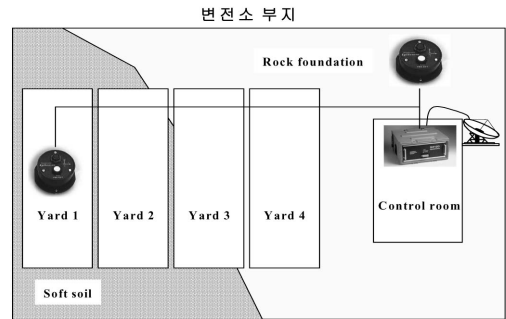 변전소 부지
Rock foundation
Yard 1
Yard 2
Yard 3
Yard 4
Control room
Soft soil